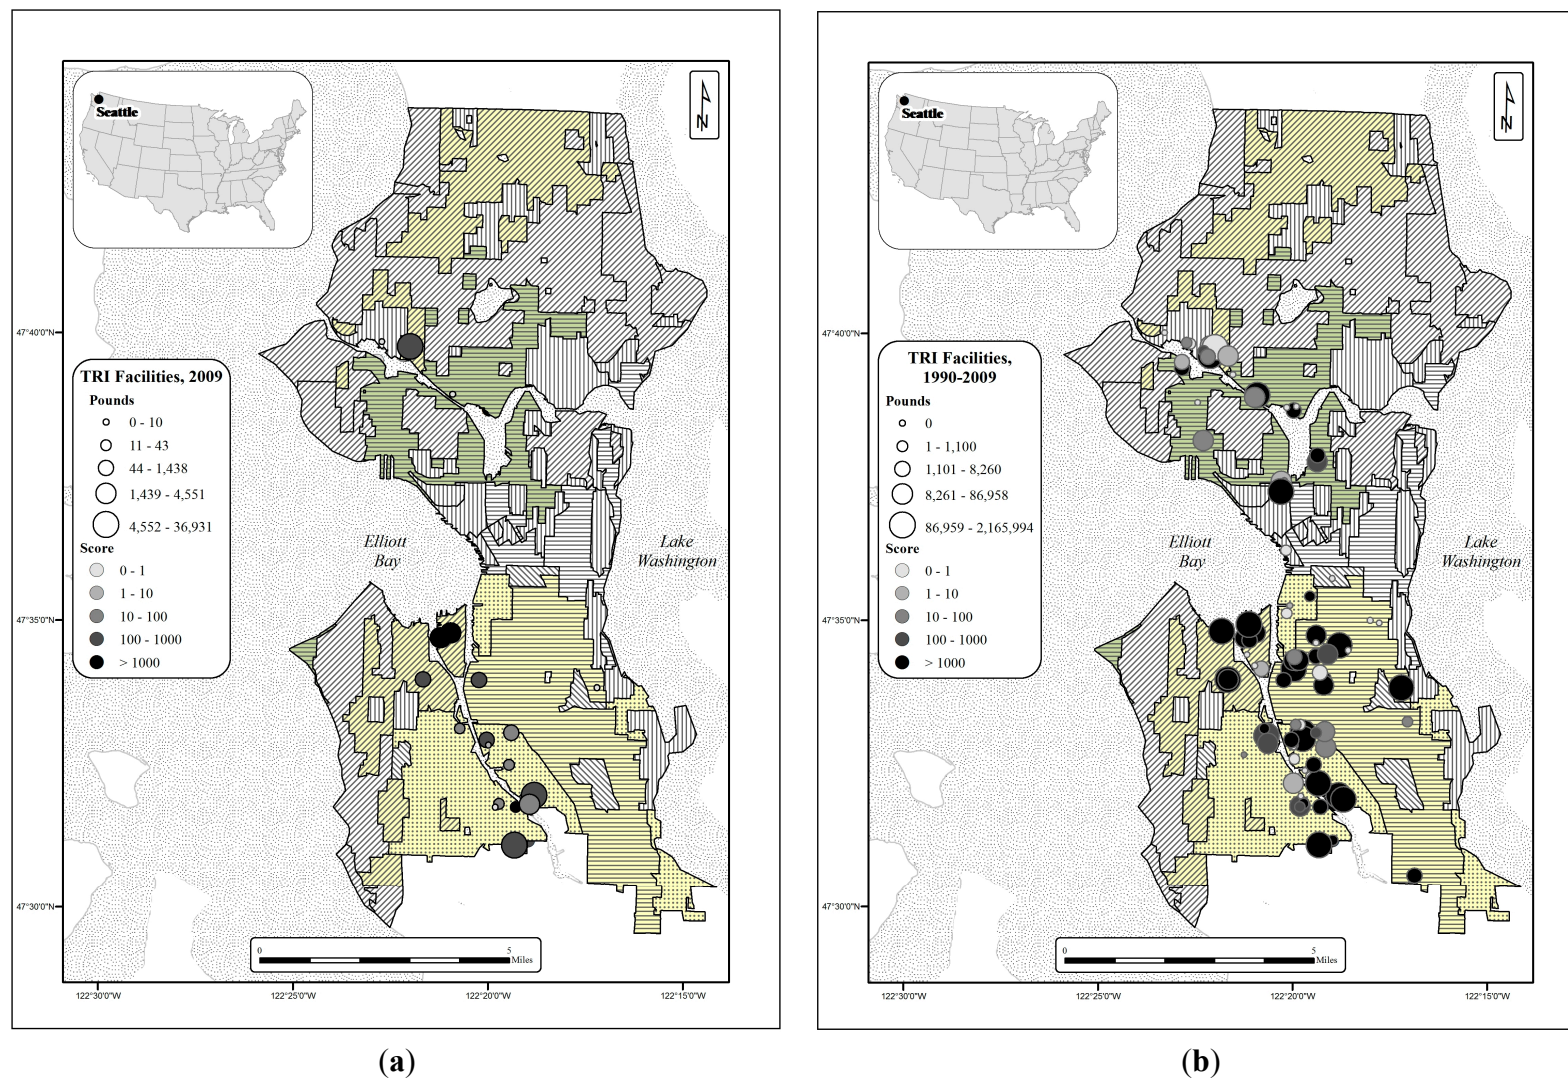 Seattle
N
47°40'0"N
TRI Facilities, 2009
Pounds
0 - 10
11 - 43
44 - 1,438
1,439 - 4,551
4,552 - 36,931
Score
0 - 1
1 - 10
10 - 100
100 - 1000
> 1000
Elliott
Bay
Lake
Washington
47°35'0"N
47°30'0"N
0
5
Miles
122°30'0"W
122°25'0"W
122°20'0"W
122°15'0"W
(a)
Seattle
N
47°40'0"N
TRI Facilities,
1990-2009
Pounds
0
1 - 1,100
1,101 - 8,260
8,261 - 86,958
86,959 - 2,165,994
Score
0 - 1
1 - 10
10 - 100
100 - 1000
> 1000
Elliott
Bay
Lake
Washington
47°35'0"N
47°30'0"N
0
5
Miles
122°30'0"W
122°25'0"W
122°20'0"W
122°15'0"W
(b)